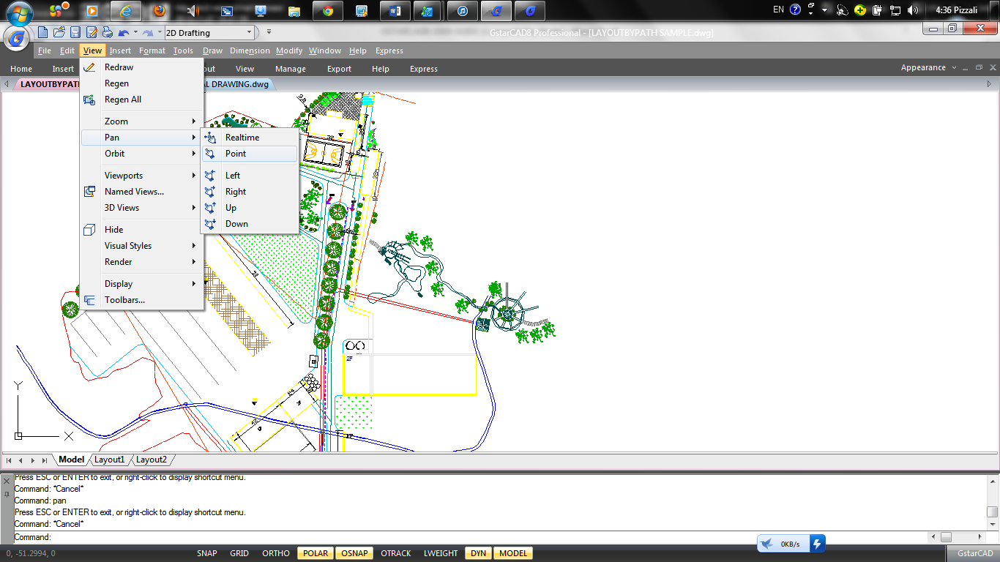 EN
4:36 Pizzali
2D Drafting
GstarCAD8 Professional - [LAYOUTBYPATH SAMPLE.dwg]
File Edit View Insert Format Tools Draw Dimension Modify Window Help Express
Home Insert out View Manage Export Help Express Appearance
LAYOUTBYPAT AL DRAWING.dwg
Redraw
Regen
Regen All
Zoom
Pan
Orbit
Viewports
Named Views...
3D Views
Hide
Visual Styles
Render
Display
Toolbars...
Realtime
Point
Left
Right
Up
Down
2F
Y
X
Model Layout1 Layout2
Press ESC or ENTER to exit, or right-click to display shortcut menu.
Command: *Cancel*
Command: pan
Press ESC or ENTER to exit, or right-click to display shortcut menu.
Command: *Cancel*
Command:
0KB/s
0, -51.2994, 0
SNAP GRID ORTHO POLAR OSNAP OTRACK LWEIGHT DYN MODEL
GstarCAD